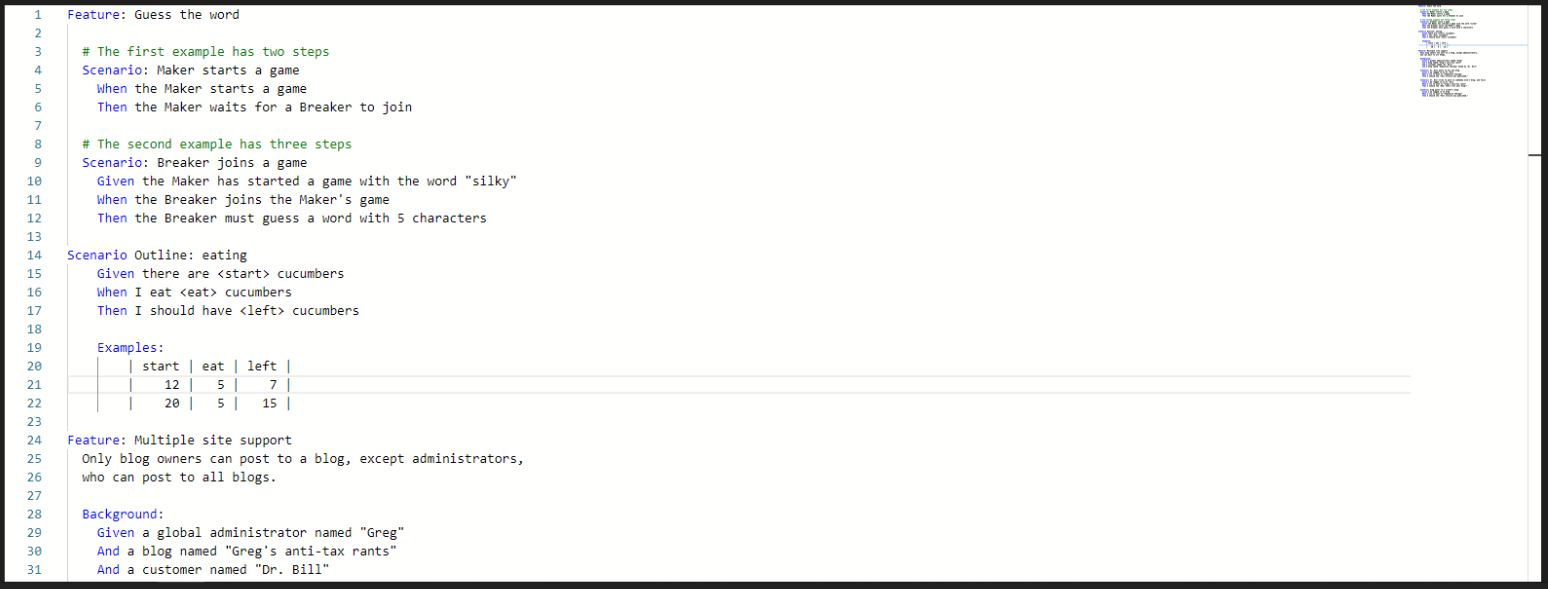 1 Feature: Guess the word
2
3 # The first example has two steps
4 Scenario: Maker starts a game
5 When the Maker starts a game
6 Then the Maker waits for a Breaker to join
7
8 # The second example has three steps
9 Scenario: Breaker joins a game
10 Given the Maker has started a game with the word "silky"
11 When the Breaker joins the Maker's game
12 Then the Breaker must guess a word with 5 characters
13
14 Scenario Outline: eating
15 Given there are <start> cucumbers
16 When I eat <eat> cucumbers
17 Then I should have <left> cucumbers
18
19 Examples:
20 | start | eat | left |
21 | 12 | 5 | 7 |
22 | 20 | 5 | 15 |
23
24 Feature: Multiple site support
25 Only blog owners can post to a blog, except administrators,
26 who can post to all blogs.
27
28 Background:
29 Given a global administrator named "Greg"
30 And a blog named "Greg's anti-tax rants"
31 And a customer named "Dr. Bill"